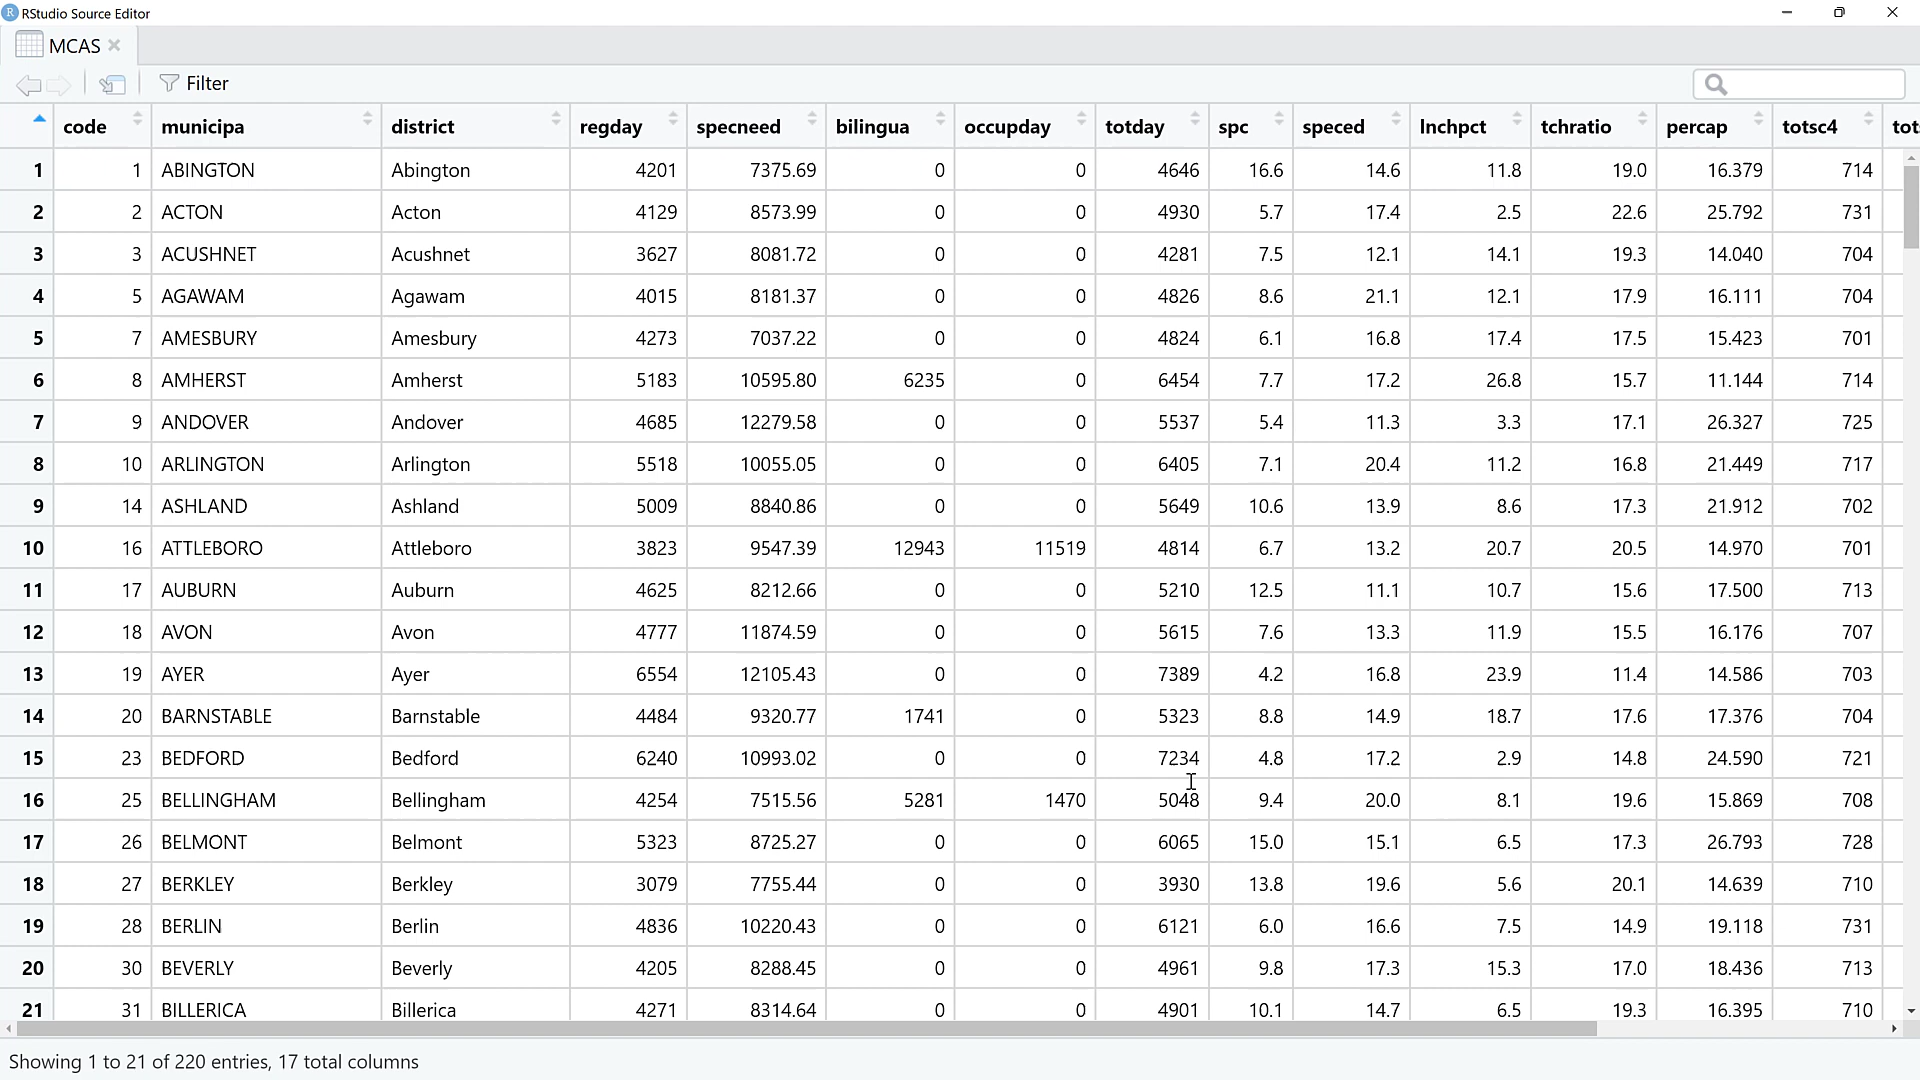 RStudio Source Editor
MCAS
Filter
code municipa district regday specneed bilingua occupday totday spc speced lnchpct tchratio percap totsc4 tots
1 1 ABINGTON Abington 4201 7375.69 0 0 4646 16.6 14.6 11.8 19.0 16.379 714
2 2 ACTON Acton 4129 8573.99 0 0 4930 5.7 17.4 2.5 22.6 25.792 731
3 3 ACUSHNET Acushnet 3627 8081.72 0 0 4281 7.5 12.1 14.1 19.3 14.040 704
4 5 AGAWAM Agawam 4015 8181.37 0 0 4826 8.6 21.1 12.1 17.9 16.111 704
5 7 AMESBURY Amesbury 4273 7037.22 0 0 4824 6.1 16.8 17.4 17.5 15.423 701
6 8 AMHERST Amherst 5183 10595.80 6235 0 6454 7.7 17.2 26.8 15.7 11.144 714
7 9 ANDOVER Andover 4685 12279.58 0 0 5537 5.4 11.3 3.3 17.1 26.327 725
8 10 ARLINGTON Arlington 5518 10055.05 0 0 6405 7.1 20.4 11.2 16.8 21.449 717
9 14 ASHLAND Ashland 5009 8840.86 0 0 5649 10.6 13.9 8.6 17.3 21.912 702
10 16 ATTLEBORO Attleboro 3823 9547.39 12943 11519 4814 6.7 13.2 20.7 20.5 14.970 701
11 17 AUBURN Auburn 4625 8212.66 0 0 5210 12.5 11.1 10.7 15.6 17.500 713
12 18 AVON Avon 4777 11874.59 0 0 5615 7.6 13.3 11.9 15.5 16.176 707
13 19 AYER Ayer 6554 12105.43 0 0 7389 4.2 16.8 23.9 11.4 14.586 703
14 20 BARNSTABLE Barnstable 4484 9320.77 1741 0 5323 8.8 14.9 18.7 17.6 17.376 704
15 23 BEDFORD Bedford 6240 10993.02 0 0 7234 4.8 17.2 2.9 14.8 24.590 721
16 25 BELLINGHAM Bellingham 4254 7515.56 5281 1470 5048 9.4 20.0 8.1 19.6 15.869 708
17 26 BELMONT Belmont 5323 8725.27 0 0 6065 15.0 15.1 6.5 17.3 26.793 728
18 27 BERKLEY Berkley 3079 7755.44 0 0 3930 13.8 19.6 5.6 20.1 14.639 710
19 28 BERLIN Berlin 4836 10220.43 0 0 6121 6.0 16.6 7.5 14.9 19.118 731
20 30 BEVERLY Beverly 4205 8288.45 0 0 4961 9.8 17.3 15.3 17.0 18.436 713
21 31 BILLERICA Billerica 4271 8314.64 0 0 4901 10.1 14.7 6.5 19.3 16.395 710
Showing 1 to 21 of 220 entries, 17 total columns